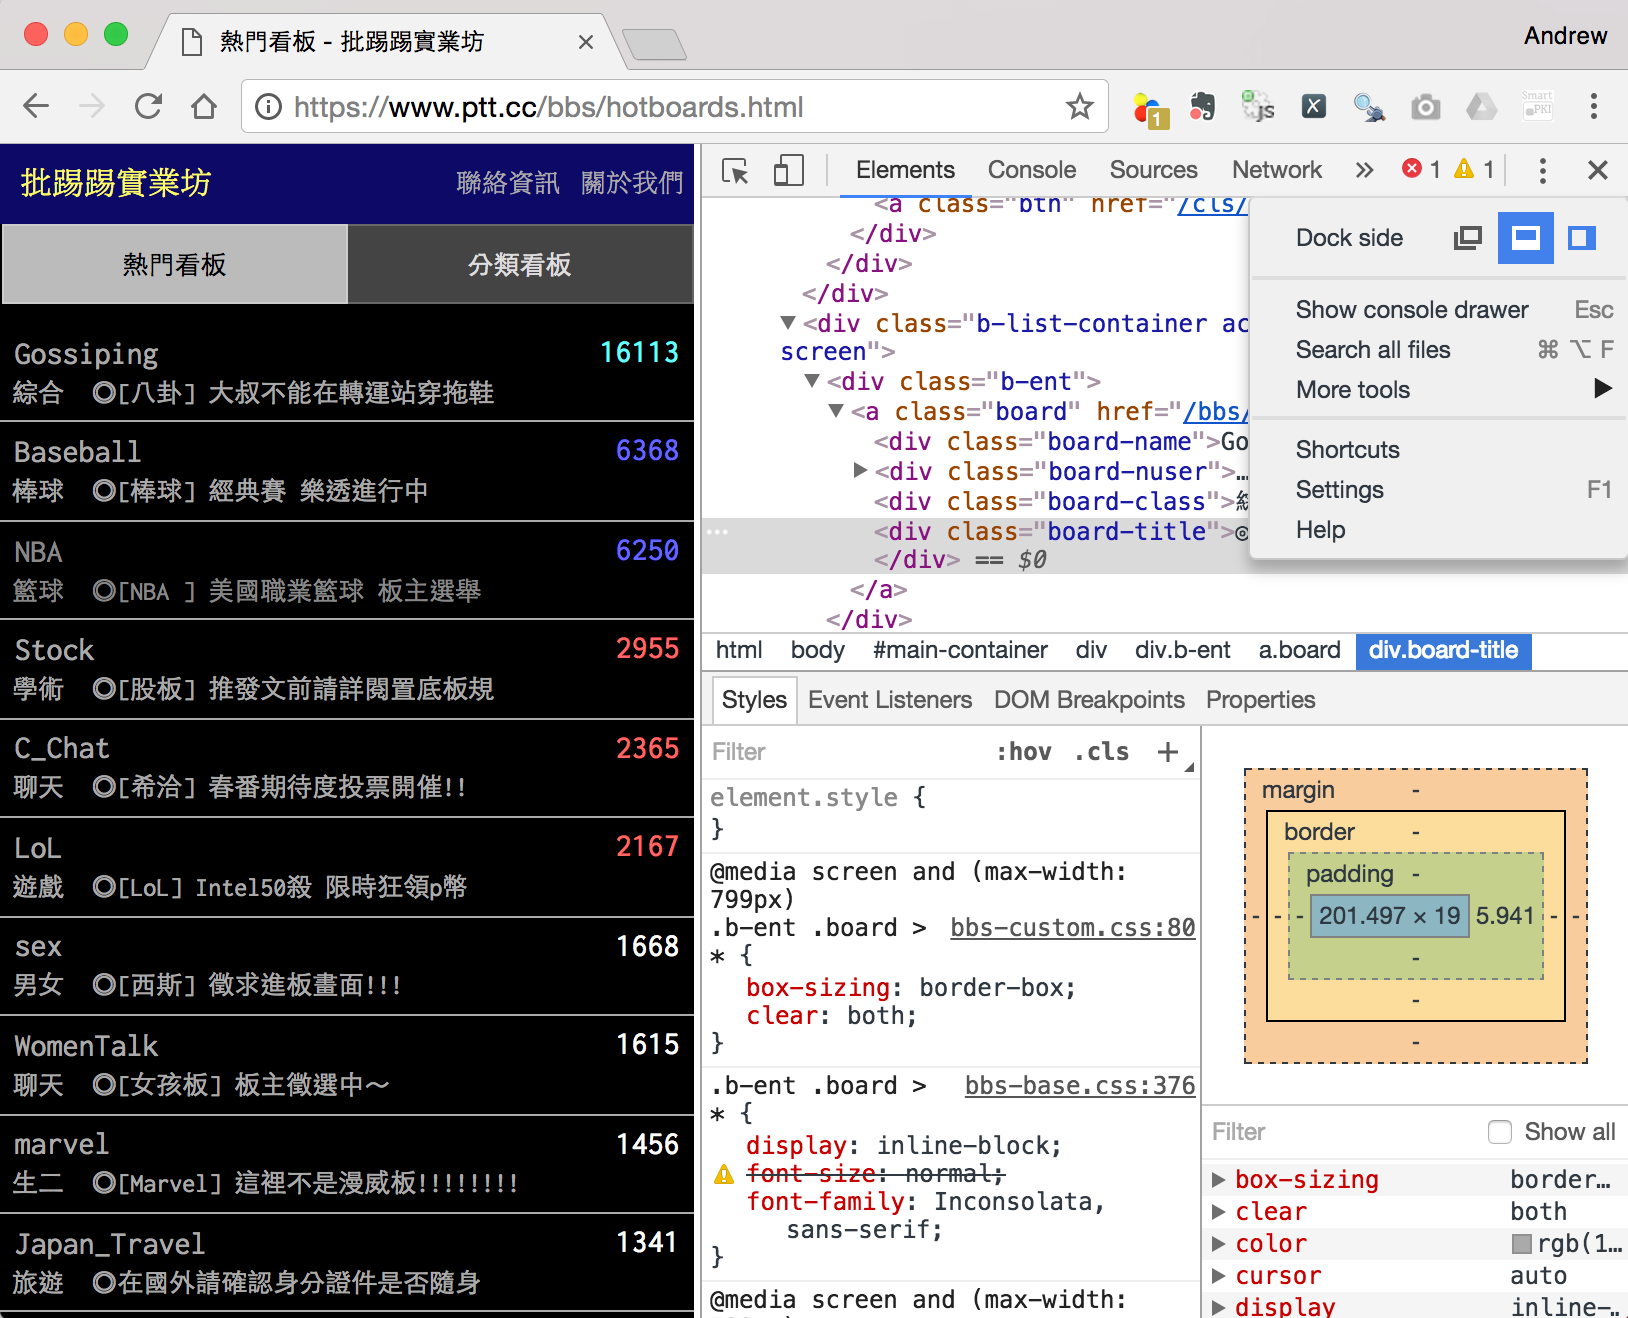 熱門看板 - 批踢踢實業坊
Andrew
https://www.ptt.cc/bbs/hotboards.html
1
JS
X
Smart
PKI
批踢踢實業坊
聯絡資訊 關於我們
熱門看板
分類看板
Gossiping 16113
綜合 ◎[八卦] 大叔不能在轉運站穿拖鞋
Baseball 6368
棒球 ◎[棒球] 經典賽 樂透進行中
NBA 6250
籃球 ◎[NBA ] 美國職業籃球 板主選舉
Stock 2955
學術 ◎[股板] 推發文前請詳閱置底板規
C_Chat 2365
聊天 ◎[希洽] 春番期待度投票開催!!
LoL 2167
遊戲 ◎[LoL] Intel50殺 限時狂領p幣
sex 1668
男女 ◎[西斯] 徵求進板畫面!!!
WomenTalk 1615
聊天 ◎[女孩板] 板主徵選中～
marvel 1456
生二 ◎[Marvel] 這裡不是漫威板!!!!!!!!
Japan_Travel 1341
旅遊 ◎在國外請確認身分證件是否隨身
Elements Console Sources Network » 1 1
<a class="btn" href="/cls/
</div>
</div>
</div>
▼<div class="b-list-container ac
screen">
▼<div class="b-ent">
▼<a class="board" href="/bbs/
<div class="board-name">Go
▶<div class="board-nuser">…
<div class="board-class">
<div class="board-title">◎
</div> == $0
</a>
</div>
Dock side
Show console drawer Esc
Search all files ⌘ ⌥ F
More tools ▶
Shortcuts
Settings F1
Help
html body #main-container div div.b-ent a.board div.board-title
Styles Event Listeners DOM Breakpoints Properties
Filter :hov .cls +
element.style {
}
@media screen and (max-width:
799px)
.b-ent .board > bbs-custom.css:80
* {
box-sizing: border-box;
clear: both;
}
.b-ent .board > bbs-base.css:376
* {
display: inline-block;
font-size: normal;
font-family: Inconsolata,
sans-serif;
}
@media screen and (max-width:
margin -
border -
padding -
- - - 201.497 × 19 5.941 - -
-
-
-
Filter Show all
▶ box-sizing border…
▶ clear both
▶ color rgb(1…
▶ cursor auto
▶ display inline-…